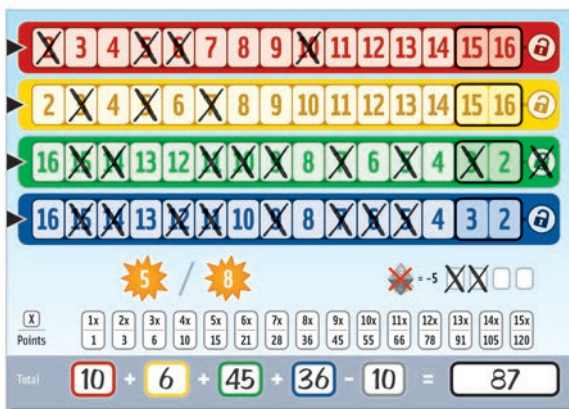 2 3 4 5 6 7 8 9 10 11 12 13 14 15 16
2 3 4 5 6 7 8 9 10 11 12 13 14 15 16
16 15 14 13 12 11 10 9 8 7 6 5 4 3 2
16 15 14 13 12 11 10 9 8 7 6 5 4 3 2
5 / 8 = -5 X X
X 1x 2x 3x 4x 5x 6x 7x 8x 9x 10x 11x 12x 13x 14x 15x
Points 1 3 6 10 15 21 28 36 45 55 66 78 91 105 120
Total 10 + 6 + 45 + 36 - 10 = 87